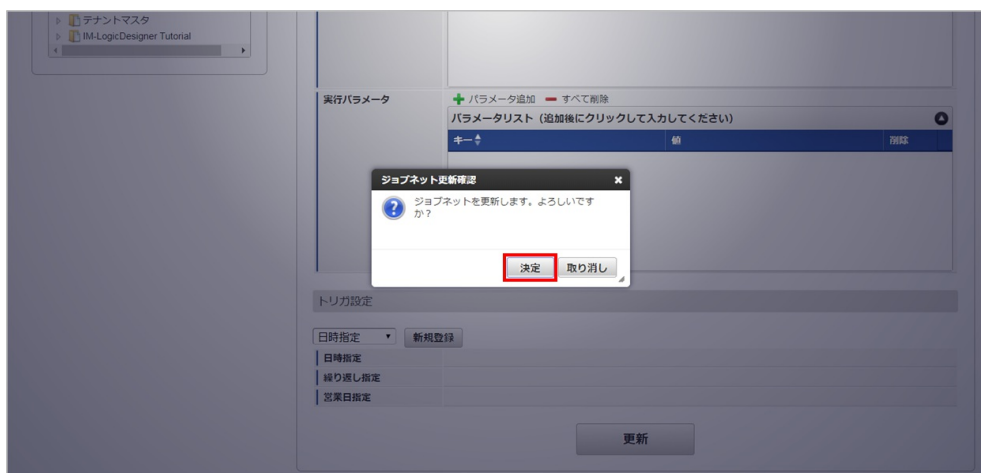 テナントマスタ
IM-LogicDesigner Tutorial
実行パラメータ
パラメータ追加 すべて削除
パラメータリスト（追加後にクリックして入力してください）
キー 値 削除
ジョブネット更新確認
ジョブネットを更新します。よろしいです
か？
決定 取り消し
トリガ設定
日時指定 新規登録
日時指定
繰り返し指定
営業日指定
更新